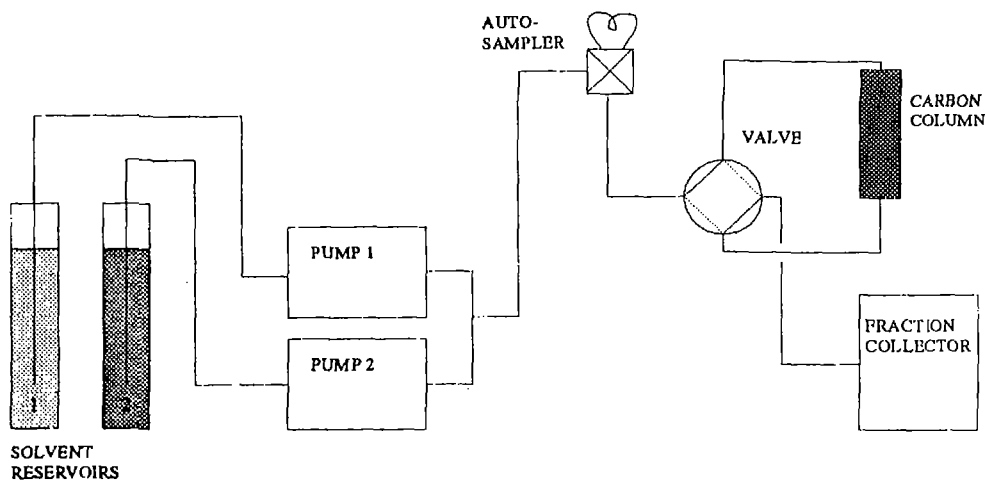 AUTO-
SAMPLER
CARBON
COLUMN
VALVE
PUMP 1
PUMP 2
FRACTION
COLLECTOR
1
2
SOLVENT
RESERVOIRS